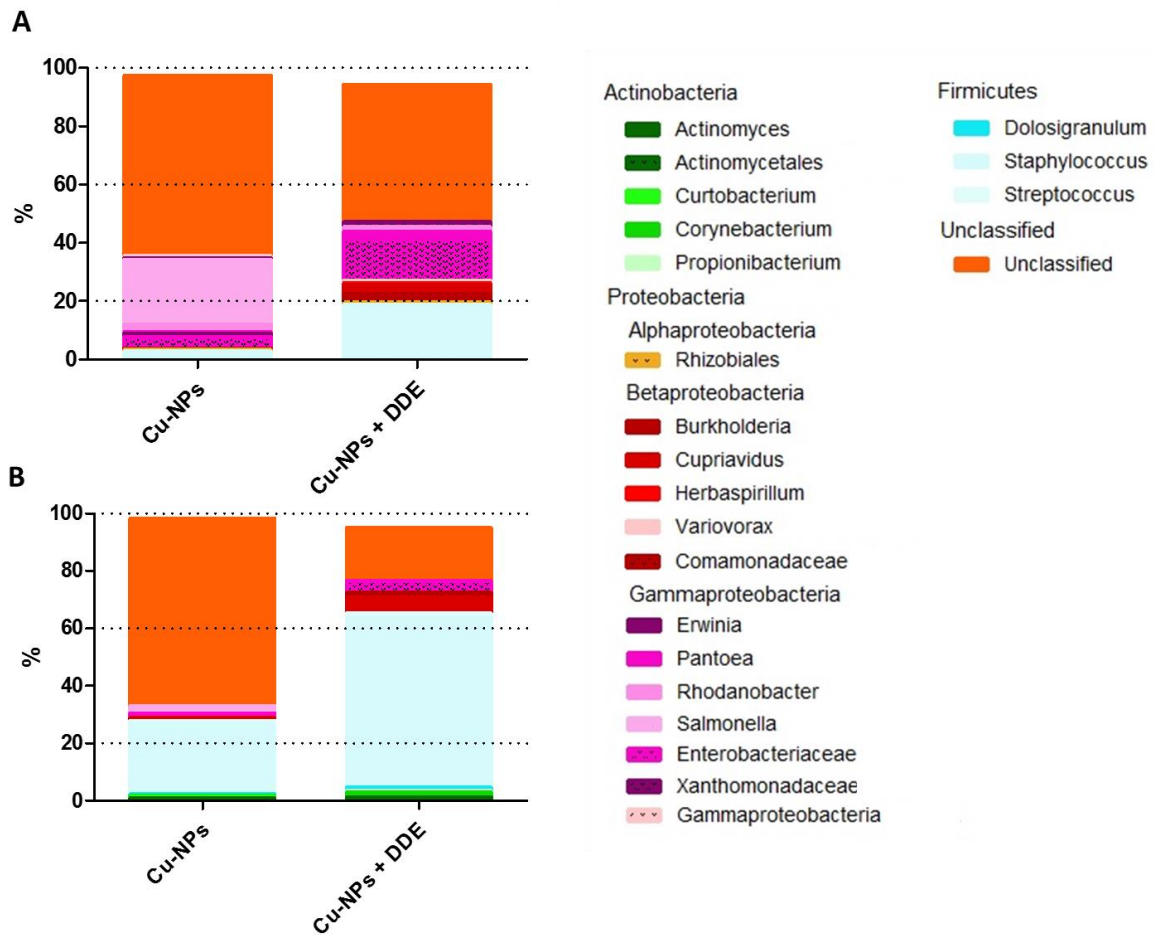 A
100
80
60
40
20
0
%
Cu-NPs
Cu-NPs + DDE
B
100
80
60
40
20
0
%
Cu-NPs
Cu-NPs + DDE
Actinobacteria
Actinomyces
Actinomycetales
Curtobacterium
Corynebacterium
Propionibacterium
Proteobacteria
Alphaproteobacteria
Rhizobiales
Betaproteobacteria
Burkholderia
Cupriavidus
Herbaspirillum
Variovorax
Comamonadaceae
Gammaproteobacteria
Erwinia
Pantoea
Rhodanobacter
Salmonella
Enterobacteriaceae
Xanthomonadaceae
Gammaproteobacteria
Firmicutes
Dolosigranulum
Staphylococcus
Streptococcus
Unclassified
Unclassified